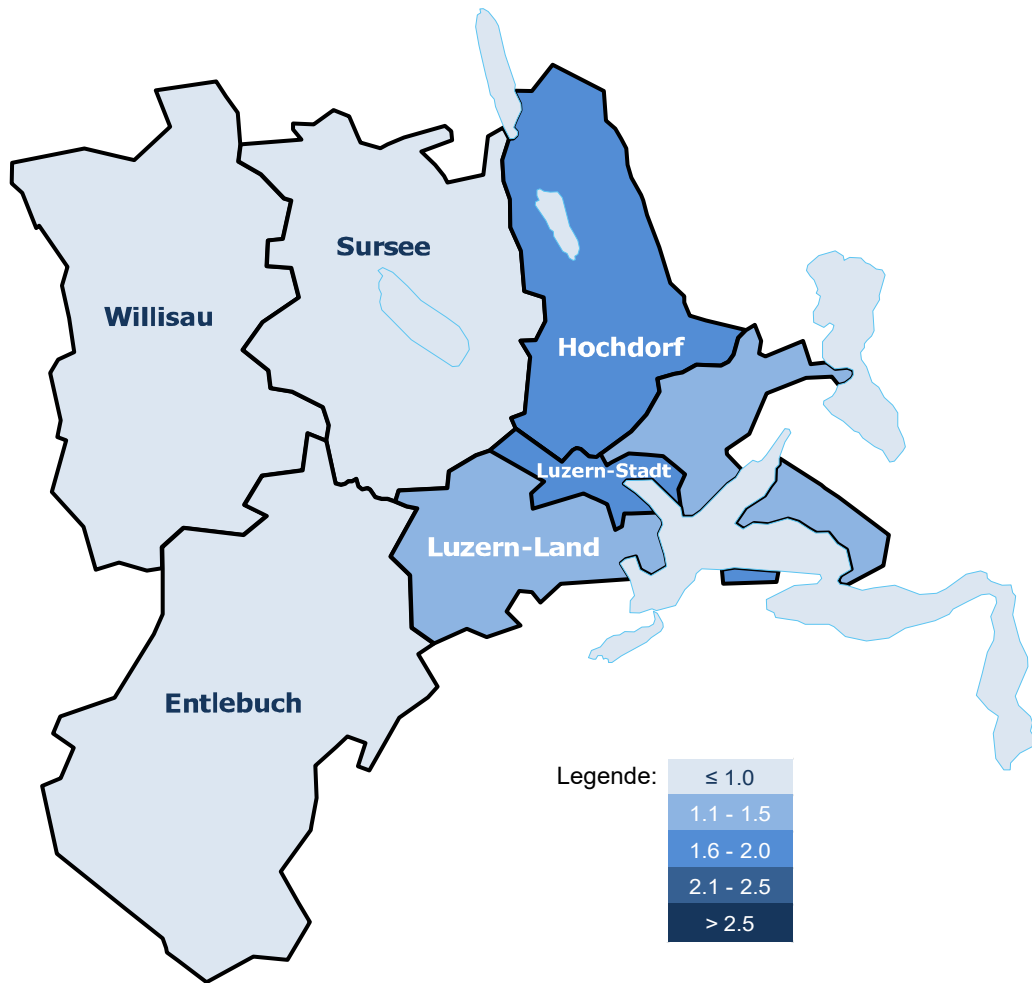 Sursee
Willisau
Hochdorf
Luzern-Stadt
Luzern-Land
Entlebuch
Legende:
≤ 1.0
1.1 - 1.5
1.6 - 2.0
2.1 - 2.5
> 2.5